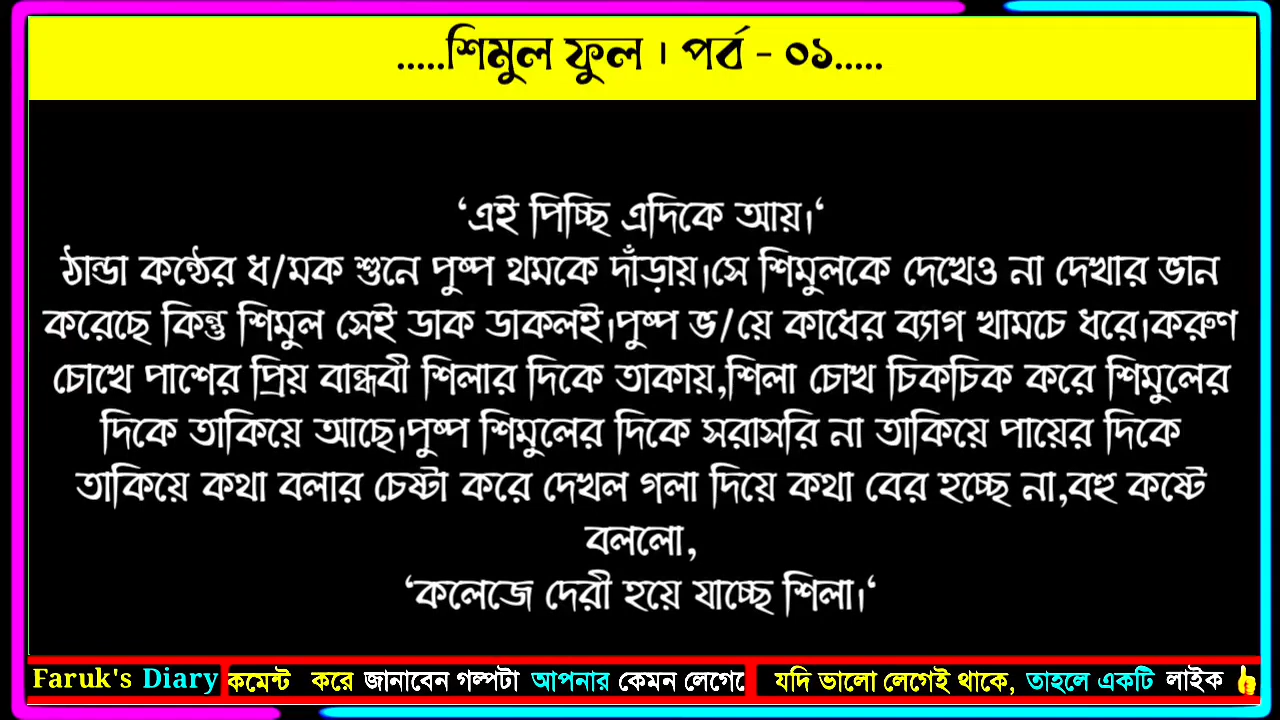 .....শিমুল ফুল । পর্ব - ০১.....
‘এই পিচ্ছি এদিকে আয়।‘
ঠান্ডা কন্ঠের ধ/মক শুনে পুষ্প থমকে দাঁড়ায়।সে শিমুলকে দেখেও না দেখার ভান
করেছে কিন্তু শিমুল সেই ডাক ডাকলই।পুষ্প ভ/য়ে কাধের ব্যাগ খামচে ধরে।করুণ
চোখে পাশের প্রিয় বান্ধবী শিলার দিকে তাকায়,শিলা চোখ চিকচিক করে শিমুলের
দিকে তাকিয়ে আছে।পুষ্প শিমুলের দিকে সরাসরি না তাকিয়ে পায়ের দিকে
তাকিয়ে কথা বলার চেষ্টা করে দেখল গলা দিয়ে কথা বের হচ্ছে না,বহু কষ্টে
বললো,
‘কলেজে দেরী হয়ে যাচ্ছে শিলা।‘
Faruk's Diary কমেন্ট করে জানাবেন গল্পটা আপনার কেমন লেগেছে যদি ভালো লেগেই থাকে, তাহলে একটি লাইক 👍